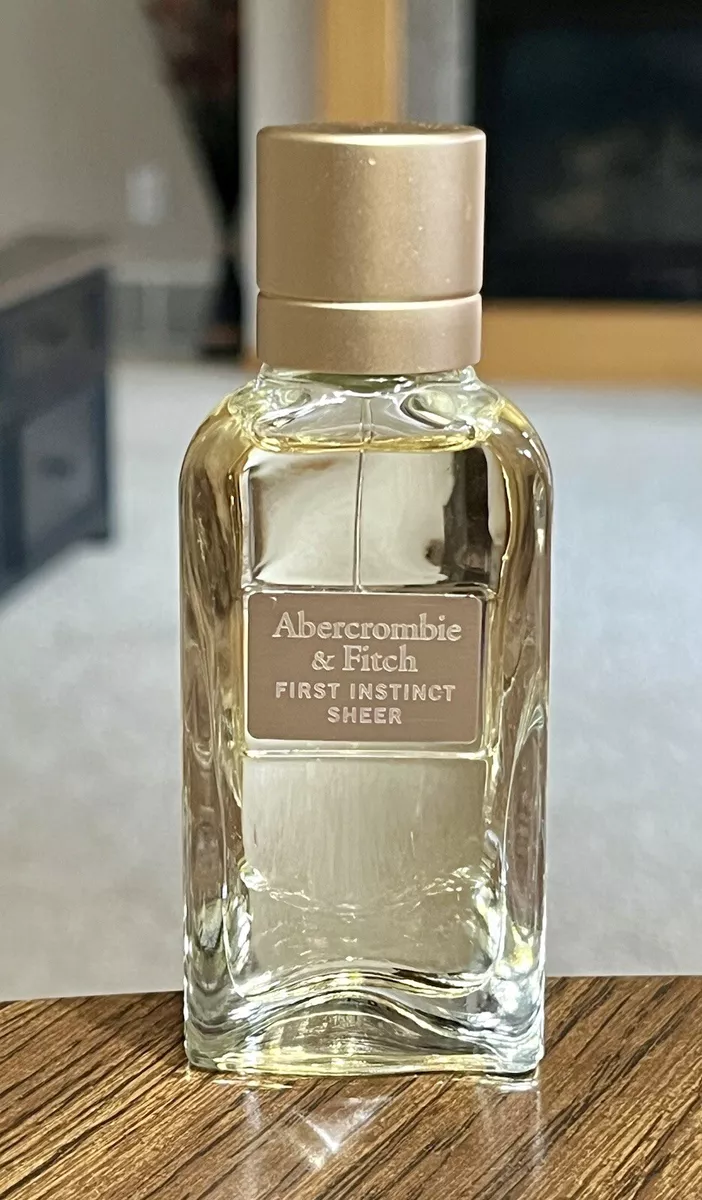 Abercrombie
& Fitch
FIRST INSTINCT
SHEER